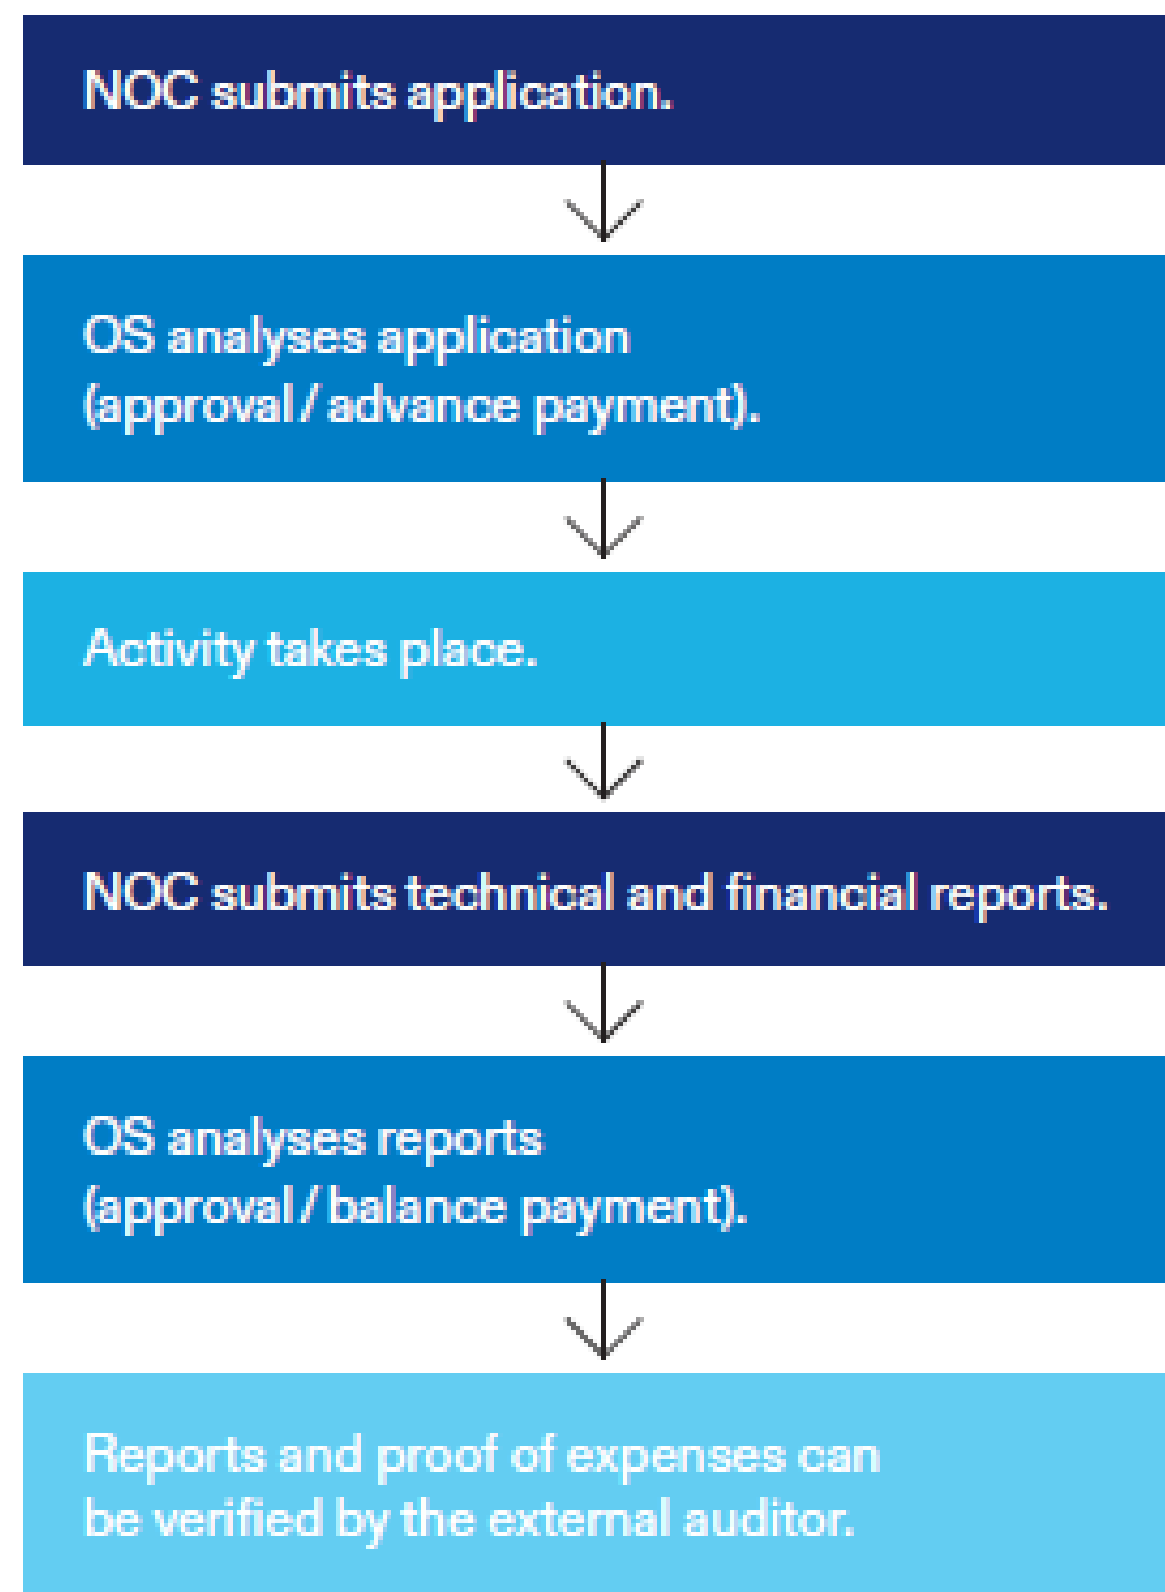 NOC submits application.
OS analyses application
(approval / advance payment).
Activity takes place.
NOC submits technical and financial reports.
OS analyses reports
(approval / balance payment).
Reports and proof of expenses can
be verified by the external auditor.